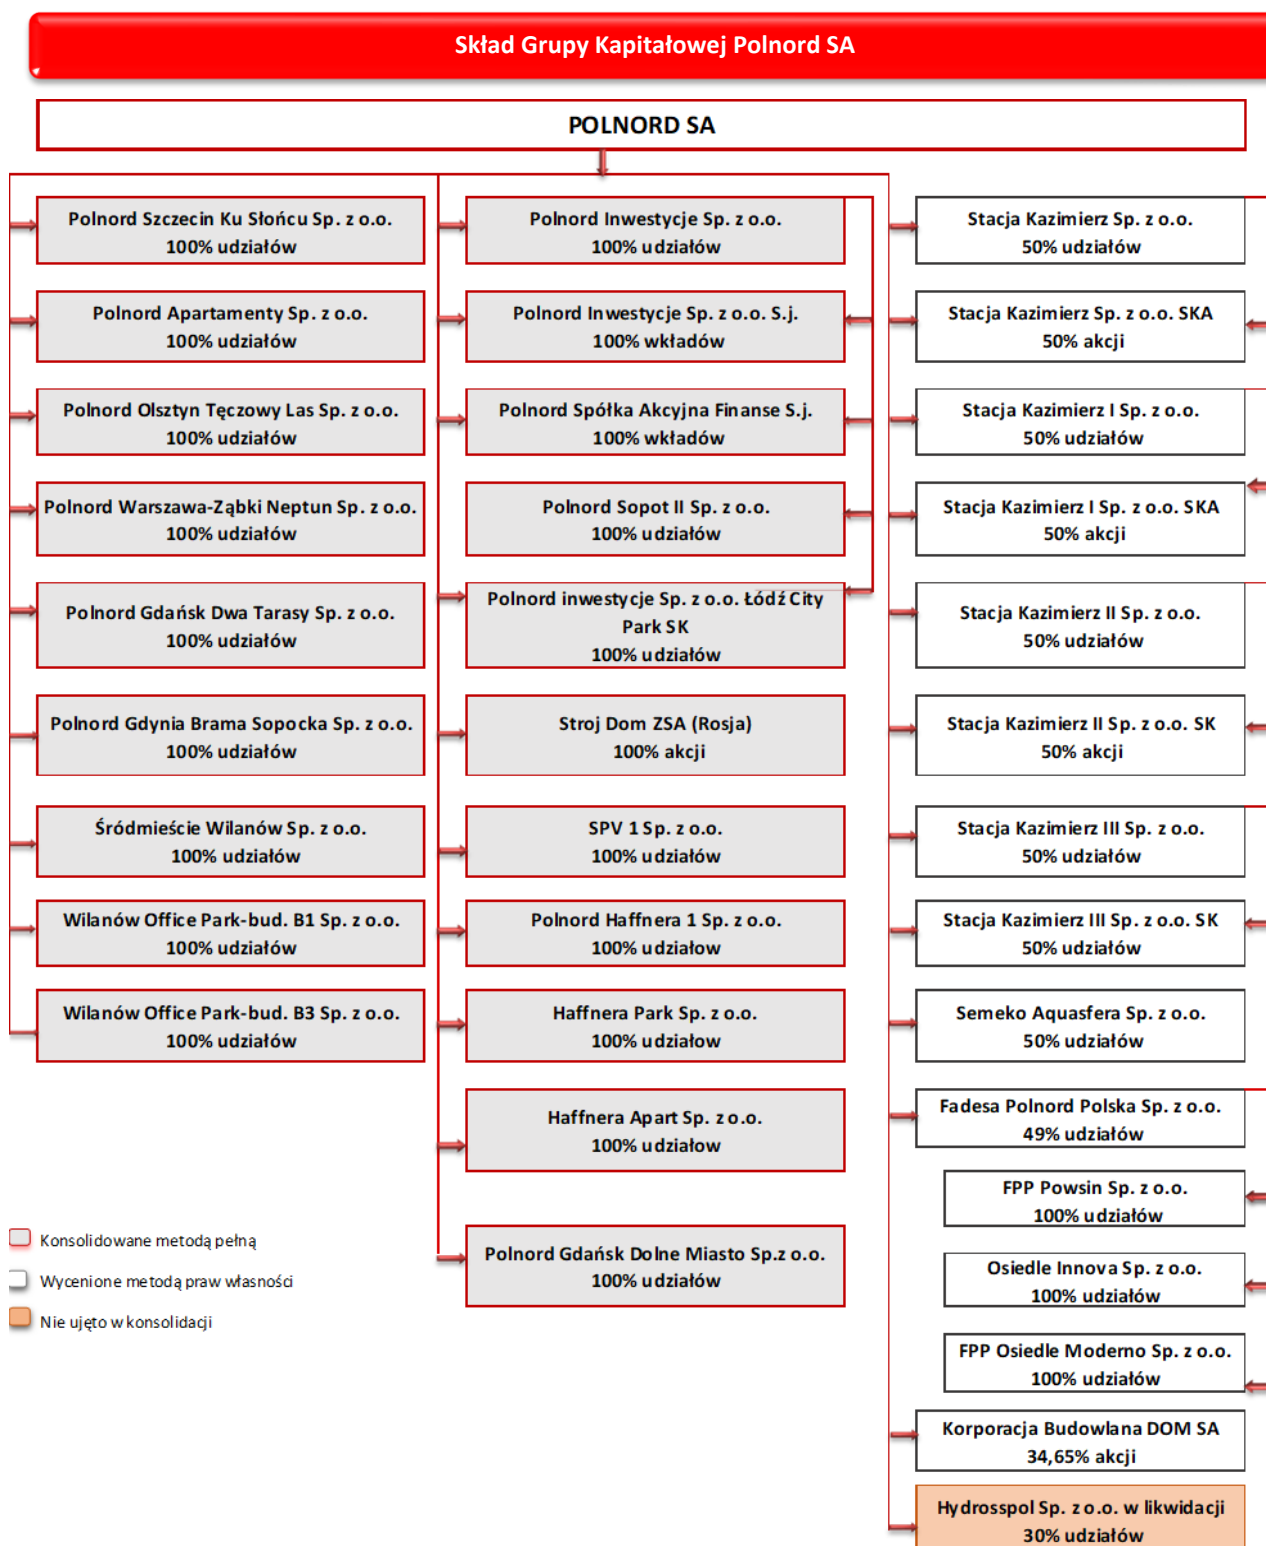 Skład Grupy Kapitałowej Polnord SA
POLNORD SA
Polnord Szczecin Ku Słońcu Sp. z o.o.
100% udziałów
Polnord Apartamenty Sp. z o.o.
100% udziałów
Polnord Olsztyn Tęczowy Las Sp. z o.o.
100% udziałów
Polnord Warszawa-Ząbki Neptun Sp. z o.o.
100% udziałów
Polnord Gdańsk Dwa Tarasy Sp. z o.o.
100% udziałów
Polnord Gdynia Brama Sopocka Sp. z o.o.
100% udziałów
Śródmieście Wilanów Sp. z o.o.
100% udziałów
Wilanów Office Park-bud. B1 Sp. z o.o.
100% udziałów
Wilanów Office Park-bud. B3 Sp. z o.o.
100% udziałów
Konsolidowane metodą pełną
Wycenione metodą praw własności
Nie ujęto w konsolidacji
Polnord Inwestycje Sp. z o.o.
100% udziałów
Polnord Inwestycje Sp. z o.o. S.j.
100% wkładów
Polnord Spółka Akcyjna Finanse S.j.
100% wkładów
Polnord Sopot II Sp. z o.o.
100% udziałów
Polnord inwestycje Sp. z o.o. Łódź City
Park SK
100% udziałów
Stroj Dom ZSA (Rosja)
100% akcji
SPV 1 Sp. z o.o.
100% udziałów
Polnord Haffnera 1 Sp. z o.o.
100% udziałow
Haffnera Park Sp. z o.o.
100% udziałow
Haffnera Apart Sp. z o.o.
100% udziałow
Polnord Gdańsk Dolne Miasto Sp.z o.o.
100% udziałów
Stacja Kazimierz Sp. z o.o.
50% udziałów
Stacja Kazimierz Sp. z o.o. SKA
50% akcji
Stacja Kazimierz I Sp. z o.o.
50% udziałów
Stacja Kazimierz I Sp. z o.o. SKA
50% akcji
Stacja Kazimierz II Sp. z o.o.
50% udziałów
Stacja Kazimierz II Sp. z o.o. SK
50% akcji
Stacja Kazimierz III Sp. z o.o.
50% udziałów
Stacja Kazimierz III Sp. z o.o. SK
50% udziałów
Semeko Aquasfera Sp. z o.o.
50% udziałów
Fadesa Polnord Polska Sp. z o.o.
49% udziałów
FPP Powsin Sp. z o.o.
100% udziałów
Osiedle Innova Sp. z o.o.
100% udziałów
FPP Osiedle Moderno Sp. z o.o.
100% udziałów
Korporacja Budowlana DOM SA
34,65% akcji
Hydrosspol Sp. z o.o. w likwidacji
30% udziałów